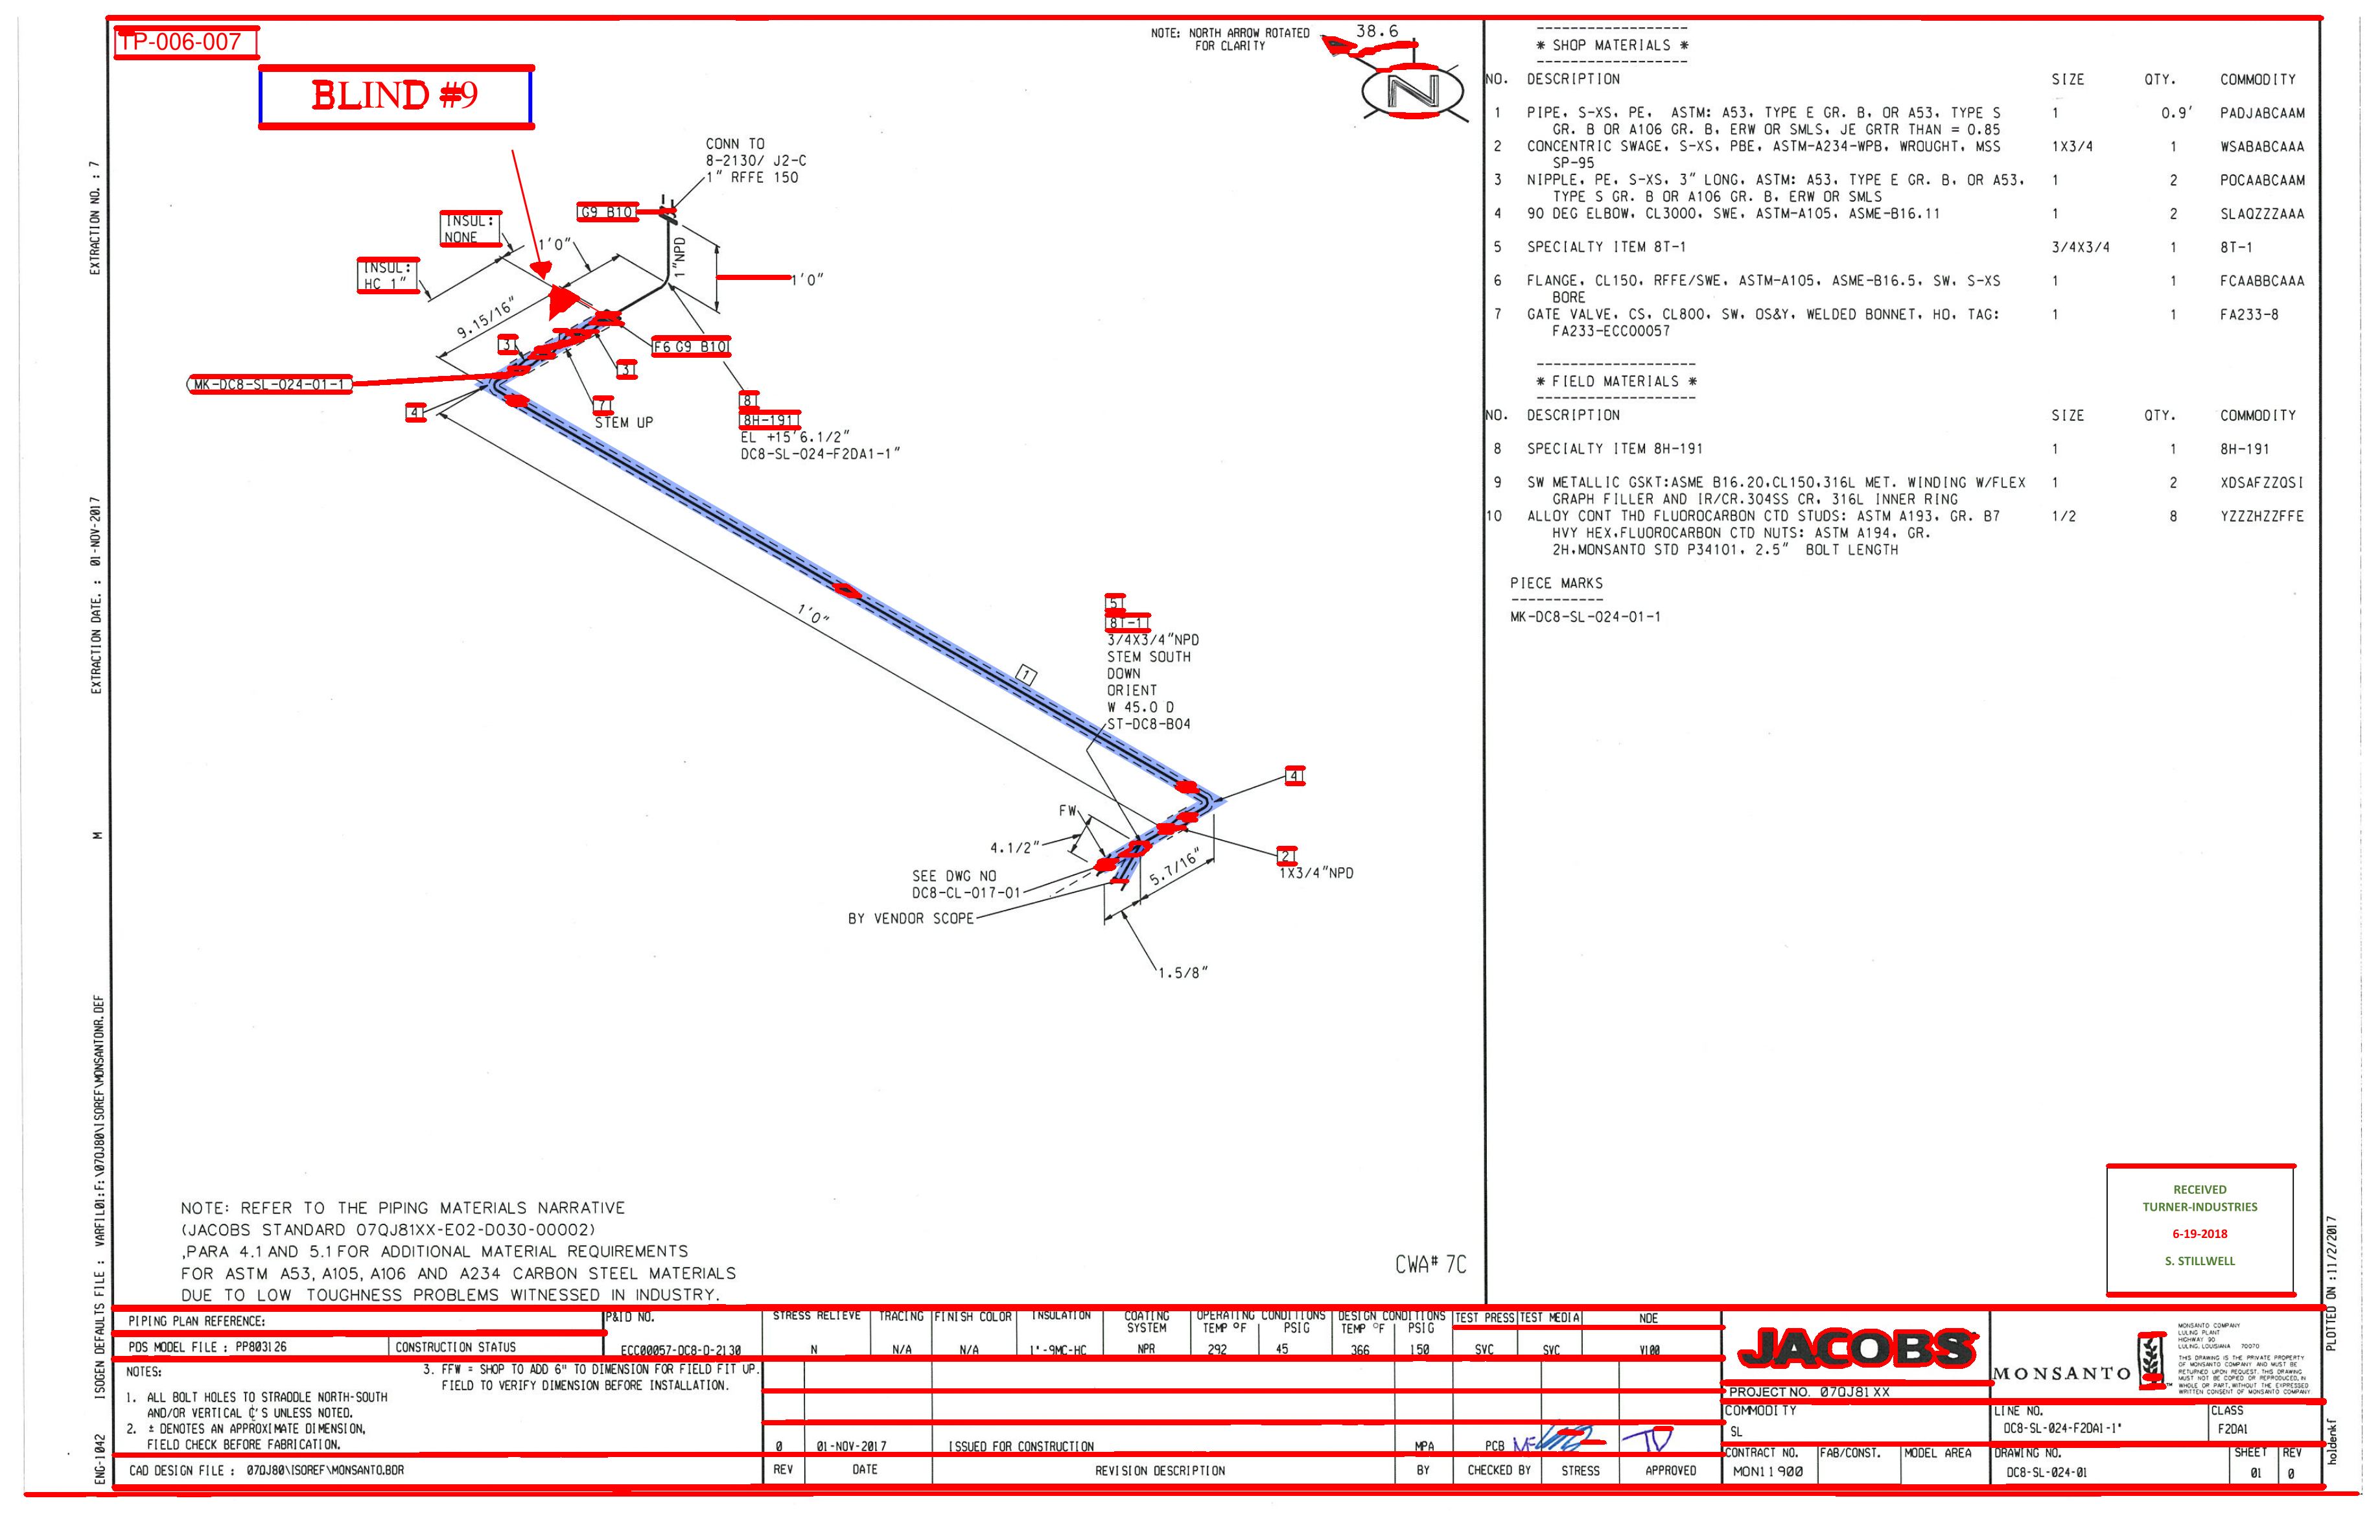 TP-006-007
BLIND #9
NOTE: NORTH ARROW ROTATED
FOR CLARITY
38.6
N
CONN TO
8-2130/ J2-C
1" RFFE 150
G9 B10
INSUL:
NONE
INSUL:
HC 1"
1'0"
1"NPD
1'0"
9.15/16"
3
F6 G9 B10
3
MK-DC8-SL-024-01-1
4
7
STEM UP
8
8H-191
EL +15'6.1/2"
DC8-SL-024-F2DA1-1"
1'0"
1
5
8T-1
3/4X3/4"NPD
STEM SOUTH
DOWN
ORIENT
W 45.0 D
ST-DC8-B04
4
FW
4.1/2"
2
1X3/4"NPD
5.7/16"
SEE DWG NO
DC8-CL-017-01
BY VENDOR SCOPE
1.5/8"
* SHOP MATERIALS *
NO. DESCRIPTION SIZE QTY. COMMODITY
1 PIPE, S-XS, PE, ASTM: A53, TYPE E GR. B, OR A53, TYPE S 1 0.9' PADJABCAAM
GR. B OR A106 GR. B, ERW OR SMLS, JE GRTR THAN = 0.85
2 CONCENTRIC SWAGE, S-XS, PBE, ASTM-A234-WPB, WROUGHT, MSS 1X3/4 1 WSABABCAAA
SP-95
3 NIPPLE, PE, S-XS, 3" LONG, ASTM: A53, TYPE E GR. B, OR A53, 1 2 POCAABCAAM
TYPE S GR. B OR A106 GR. B, ERW OR SMLS
4 90 DEG ELBOW, CL3000, SWE, ASTM-A105, ASME-B16.11 1 2 SLAQZZZAAA
5 SPECIALTY ITEM 8T-1 3/4X3/4 1 8T-1
6 FLANGE, CL150, RFFE/SWE, ASTM-A105, ASME-B16.5, SW, S-XS 1 1 FCAABBCAAA
BORE
7 GATE VALVE, CS, CL800, SW, OS&Y, WELDED BONNET, HO, TAG: 1 1 FA233-8
FA233-ECC00057
* FIELD MATERIALS *
NO. DESCRIPTION SIZE QTY. COMMODITY
8 SPECIALTY ITEM 8H-191 1 1 8H-191
9 SW METALLIC GSKT:ASME B16.20,CL150,316L MET. WINDING W/FLEX 1 2 XDSAFZZQSI
GRAPH FILLER AND IR/CR.304SS CR, 316L INNER RING
10 ALLOY CONT THD FLUOROCARBON CTD STUDS: ASTM A193, GR. B7 1/2 8 YZZZHZZFFE
HVY HEX,FLUOROCARBON CTD NUTS: ASTM A194, GR.
2H,MONSANTO STD P34101, 2.5" BOLT LENGTH
PIECE MARKS
MK-DC8-SL-024-01-1
EXTRACTION NO. : 7
EXTRACTION DATE. : 01-NOV-2017
M
ISOGEN DEFAULTS FILE : VARFIL01:F:\07QJ80\ISOREF\MONSANTONR.DEF
ENG-1042
NOTE: REFER TO THE PIPING MATERIALS NARRATIVE
(JACOBS STANDARD 07QJ81XX-E02-D030-00002)
,PARA 4.1 AND 5.1 FOR ADDITIONAL MATERIAL REQUIREMENTS
FOR ASTM A53, A105, A106 AND A234 CARBON STEEL MATERIALS
DUE TO LOW TOUGHNESS PROBLEMS WITNESSED IN INDUSTRY.
CWA# 7C
RECEIVED
TURNER-INDUSTRIES
6-19-2018
S. STILLWELL
PLOTTED ON :11/2/2017
holdenkf
PIPING PLAN REFERENCE:
PDS MODEL FILE : PP803126 CONSTRUCTION STATUS
P&ID NO. STRESS RELIEVE TRACING FINISH COLOR INSULATION COATING SYSTEM OPERATING CONDITIONS TEMP °F PSIG DESIGN CONDITIONS TEMP °F PSIG TEST PRESS TEST MEDIA NDE
ECC00057-DC8-D-2130 N N/A N/A 1"-9MC-HC NPR 292 45 366 150 SVC SVC V100
NOTES:
1. ALL BOLT HOLES TO STRADDLE NORTH-SOUTH
AND/OR VERTICAL ℄'S UNLESS NOTED.
2. ± DENOTES AN APPROXIMATE DIMENSION,
FIELD CHECK BEFORE FABRICATION.
3. FFW = SHOP TO ADD 6" TO DIMENSION FOR FIELD FIT UP.
FIELD TO VERIFY DIMENSION BEFORE INSTALLATION.
CAD DESIGN FILE : 07QJ80\ISOREF\MONSANTO.BDR
0 01-NOV-2017 ISSUED FOR CONSTRUCTION MPA PCB
REV DATE REVISION DESCRIPTION BY CHECKED BY STRESS APPROVED
JACOBS
PROJECT NO. 07QJ81XX
MONSANTO
MONSANTO COMPANY
LULING PLANT
HIGHWAY 90
LULING, LOUISIANA 70070
THIS DRAWING IS THE PRIVATE PROPERTY
OF MONSANTO COMPANY AND MUST BE
RETURNED UPON REQUEST. THIS DRAWING
MUST NOT BE COPIED OR REPRODUCED, IN
WHOLE OR PART, WITHOUT THE EXPRESSED
WRITTEN CONSENT OF MONSANTO COMPANY
COMMODITY LINE NO. CLASS
SL DC8-SL-024-F2DA1-1" F2DA1
CONTRACT NO. FAB/CONST. MODEL AREA DRAWING NO. SHEET REV
MON11900 DC8-SL-024-01 01 0